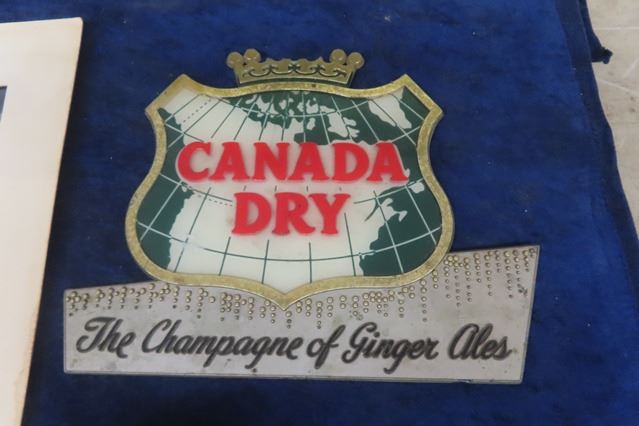 CANADA
DRY
The Champagne of Ginger Ales